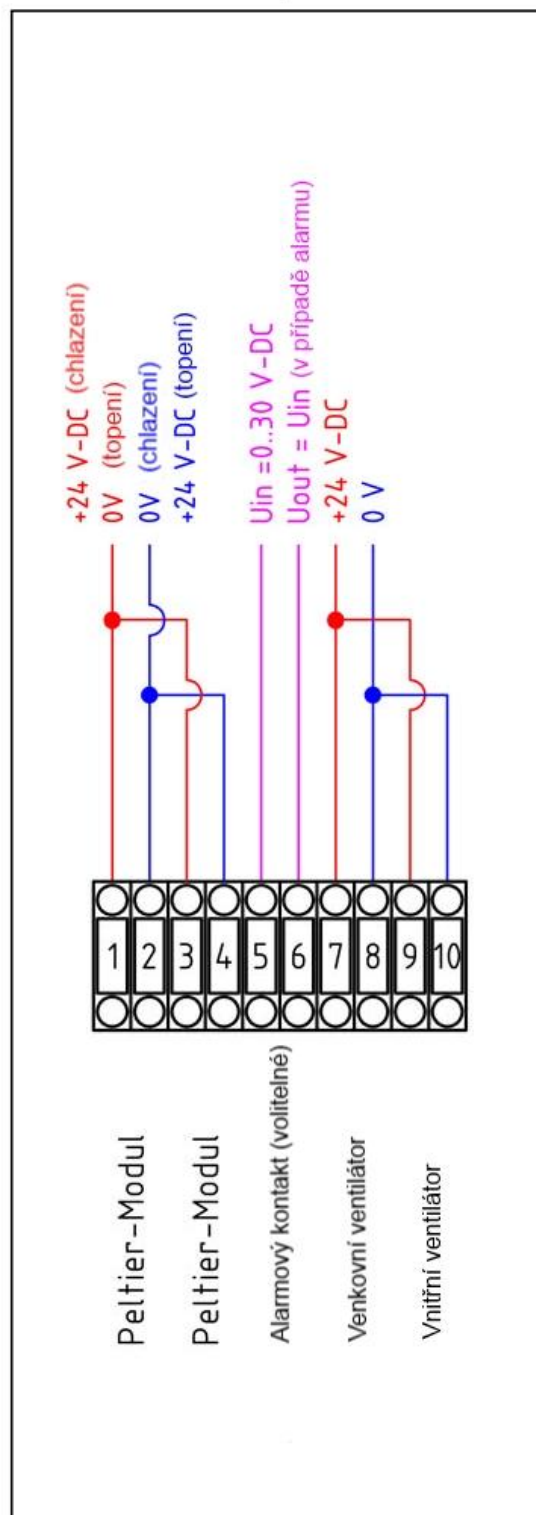 +24 V-DC (chlazení)
0V (topení)
0V (chlazení)
+24 V-DC (topení)
Uin =0..30 V-DC
Uout = Uin (v případě alarmu)
+24 V-DC
0 V
1
2
3
4
5
6
7
8
9
10
Peltier-Modul
Peltier-Modul
Alarmový kontakt (volitelné)
Venkovní ventilátor
Vnitřní ventilátor